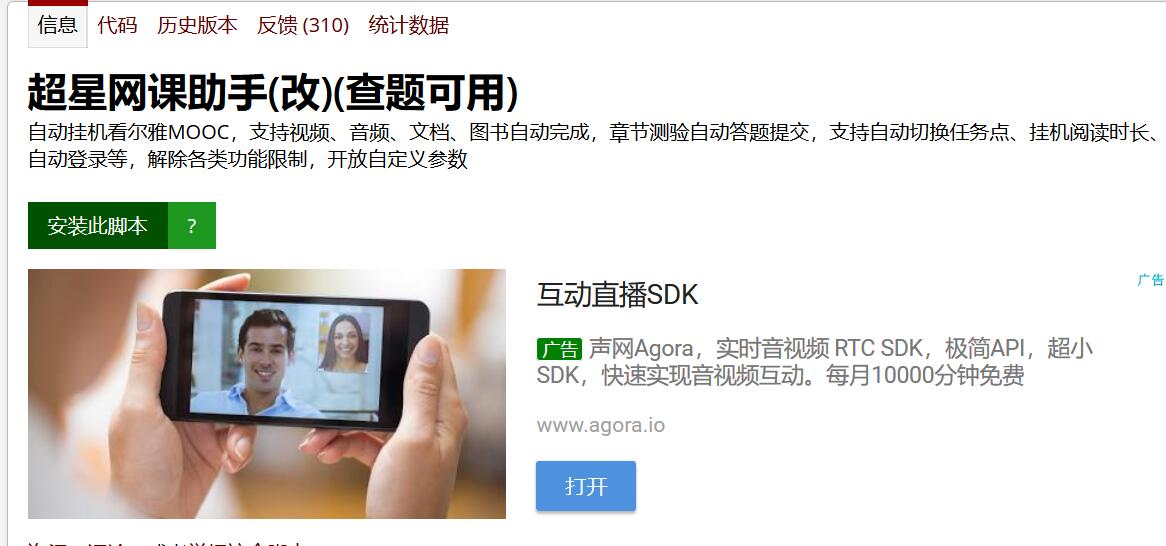 信息 代码 历史版本 反馈 (310) 统计数据
超星网课助手(改)(查题可用)
自动挂机看尔雅MOOC，支持视频、音频、文档、图书自动完成，章节测验自动答题提交，支持自动切换任务点、挂机阅读时长、
自动登录等，解除各类功能限制，开放自定义参数
安装此脚本 ?
广告
互动直播SDK
广告 声网Agora，实时音视频 RTC SDK，极简API，超小
SDK，快速实现音视频互动。每月10000分钟免费
www.agora.io
打开